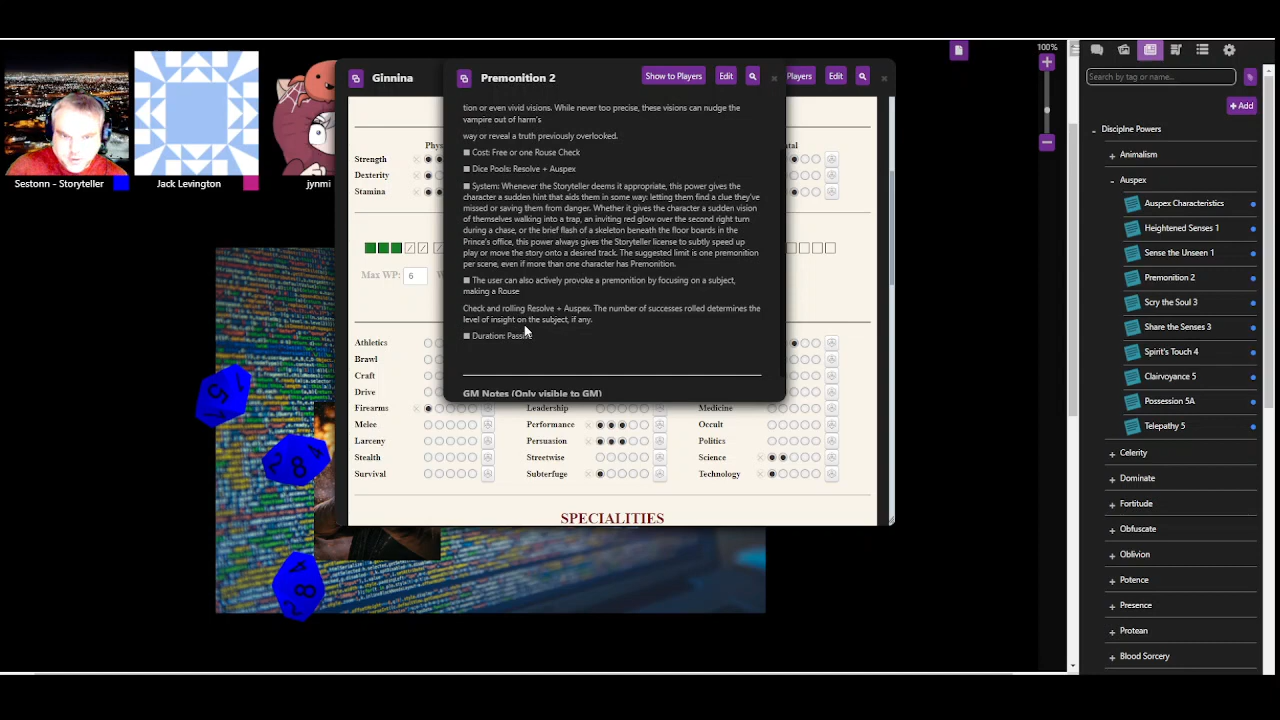 100%
Search by tag or name...
+ Add
Discipline Powers
Animalism
Auspex
Auspex Characteristics
Heightened Senses 1
Sense the Unseen 1
Premonition 2
Scry the Soul 3
Share the Senses 3
Spirit's Touch 4
Clairvoyance 5
Possession 5A
Telepathy 5
Celerity
Dominate
Fortitude
Obfuscate
Oblivion
Potence
Presence
Protean
Blood Sorcery
Sestonn - Storyteller
Jack Levington
jynmi
Ginnina
Players
Edit
Premonition 2
Show to Players
Edit
tion or even vivid visions. While never too precise, these visions can nudge the
vampire out of harm's
way or reveal a truth previously overlooked.
■ Cost: Free or one Rouse Check
■ Dice Pools: Resolve + Auspex
■ System: Whenever the Storyteller deems it appropriate, this power gives the
character a sudden hint that aids them in some way: letting them find a clue they've
missed or saving them from danger. Whether it gives the character a sudden vision
of themselves walking into a trap, an inviting red glow over the second right turn
during a chase, or the brief flash of a skeleton beneath the floor boards in the
Prince's office, this power always gives the Storyteller license to subtly speed up
play or move the story onto a desired track. The suggested limit is one premonition
per scene, even if more than one character has Premonition.
■ The user can also actively provoke a premonition by focusing on a subject,
making a Rouse
Check and rolling Resolve + Auspex. The number of successes rolled determines the
level of insight on the subject, if any.
■ Duration: Passive
GM Notes (Only visible to GM)
Phy
tal
Strength
Dexterity
Stamina
Max WP: 6
Athletics
Brawl
Craft
Drive
Firearms Leadership Medicine
Melee Performance Occult
Larceny Persuasion Politics
Stealth Streetwise Science
Survival Subterfuge Technology
SPECIALITIES
5
2 8 4
8
2